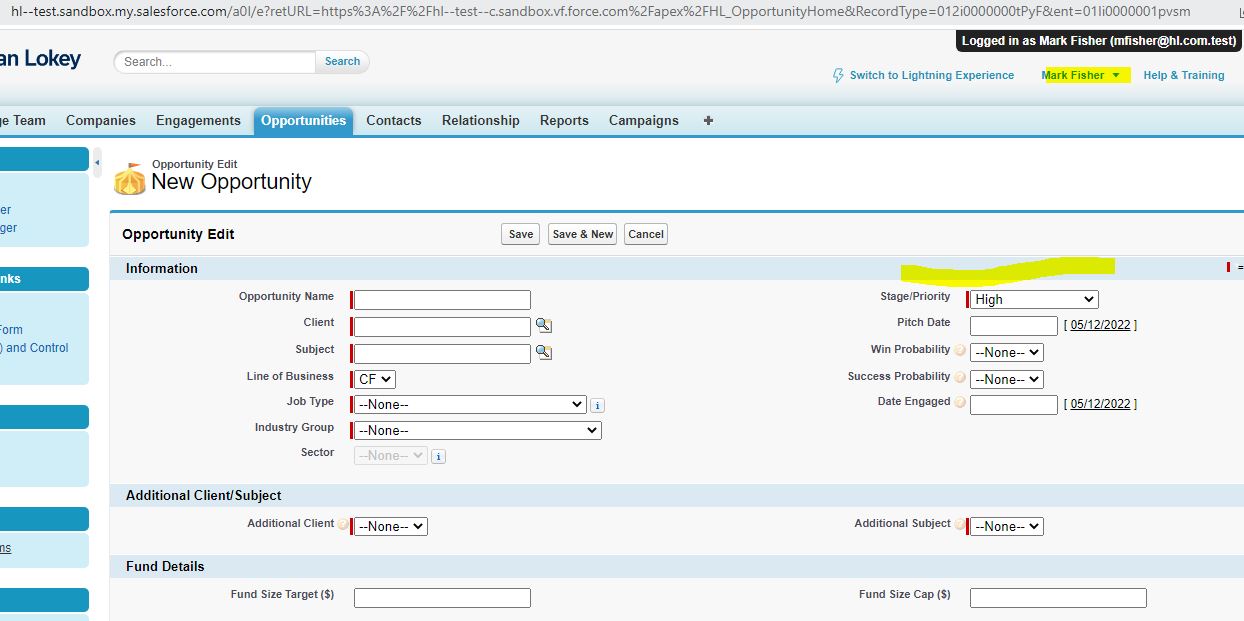 hl--test.sandbox.my.salesforce.com/a0l/e?retURL=https%3A%2F%2Fhl--test--c.sandbox.vf.force.com%2Fapex%2FHL_OpportunityHome&RecordType=012i0000000tPyF&ent=01Ii0000001pvsm
Logged in as Mark Fisher (mfisher@hl.com.test)
an Lokey
Search...
Search
Switch to Lightning Experience
Mark Fisher
Help & Training
ge Team
Companies
Engagements
Opportunities
Contacts
Relationship
Reports
Campaigns
+
er
ger
nks
Form
) and Control
ms
Opportunity Edit
New Opportunity
Opportunity Edit
Save
Save & New
Cancel
Information
=
Opportunity Name
Client
Subject
Line of Business CF
Job Type --None-- i
Industry Group --None--
Sector --None-- i
Stage/Priority High
Pitch Date [ 05/12/2022 ]
Win Probability ? --None--
Success Probability ? --None--
Date Engaged ? [ 05/12/2022 ]
Additional Client/Subject
Additional Client ? --None--
Additional Subject ? --None--
Fund Details
Fund Size Target ($)
Fund Size Cap ($)